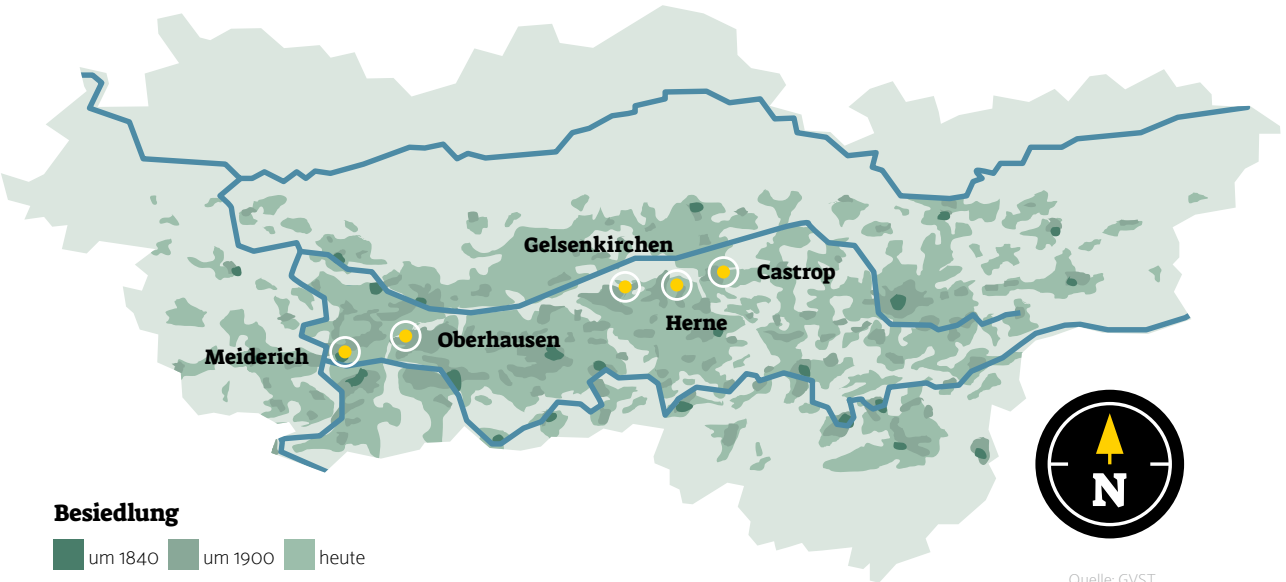 Gelsenkirchen
Castrop
Herne
Oberhausen
Meiderich
N
Besiedlung
um 1840 um 1900 heute
Quelle: GVST